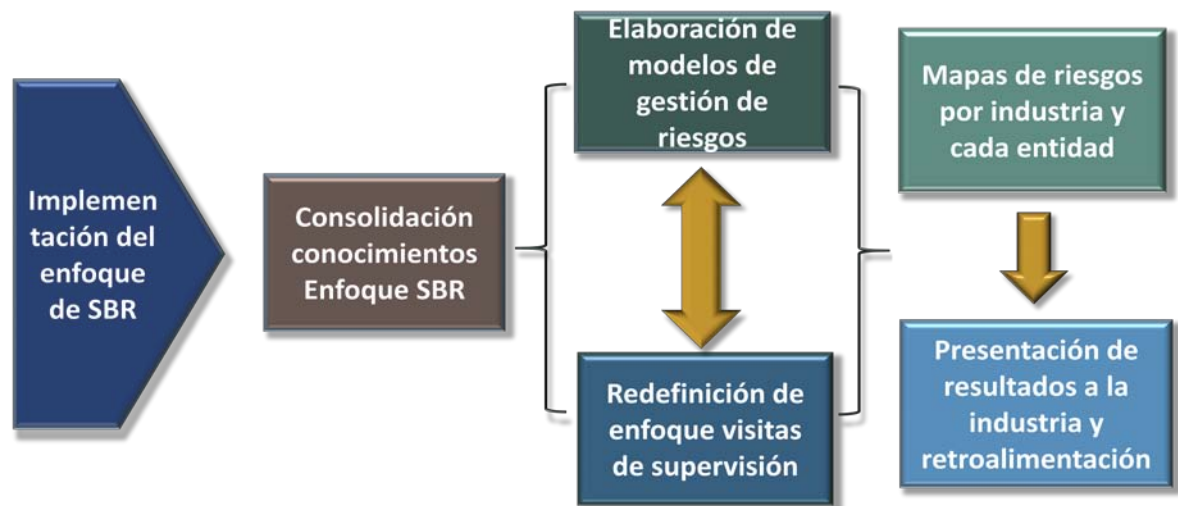 Implemen
tación del
enfoque
de SBR
Consolidación
conocimientos
Enfoque SBR
Elaboración de
modelos de
gestión de
riesgos
Redefinición de
enfoque visitas
de supervisión
Mapas de riesgos
por industria y
cada entidad
Presentación de
resultados a la
industria y
retroalimentación